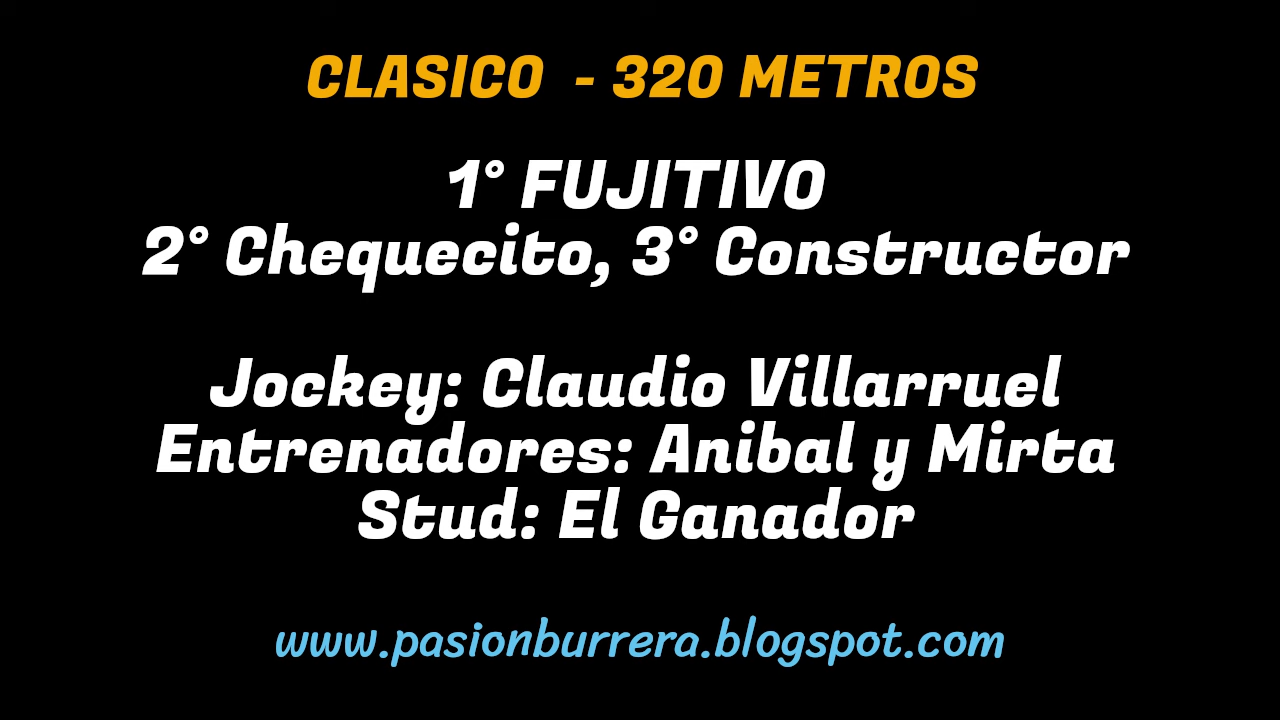 CLASICO - 320 METROS
1° FUJITIVO
2° Chequecito, 3° Constructor
Jockey: Claudio Villarruel
Entrenadores: Anibal y Mirta
Stud: El Ganador
www.pasionburrera.blogspot.com